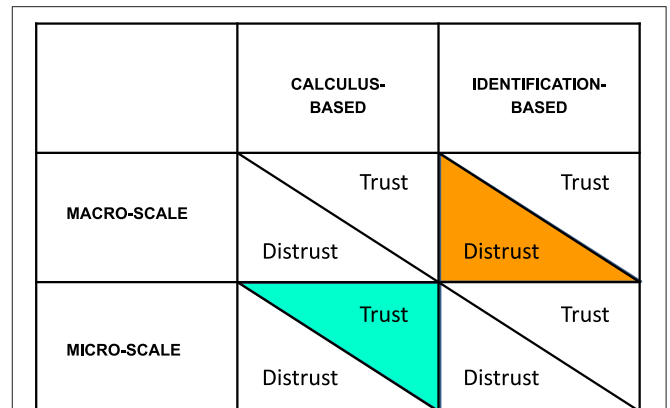 CALCULUS-
BASED
IDENTIFICATION-
BASED
MACRO-SCALE
Trust
Distrust
Trust
Distrust
MICRO-SCALE
Trust
Distrust
Trust
Distrust